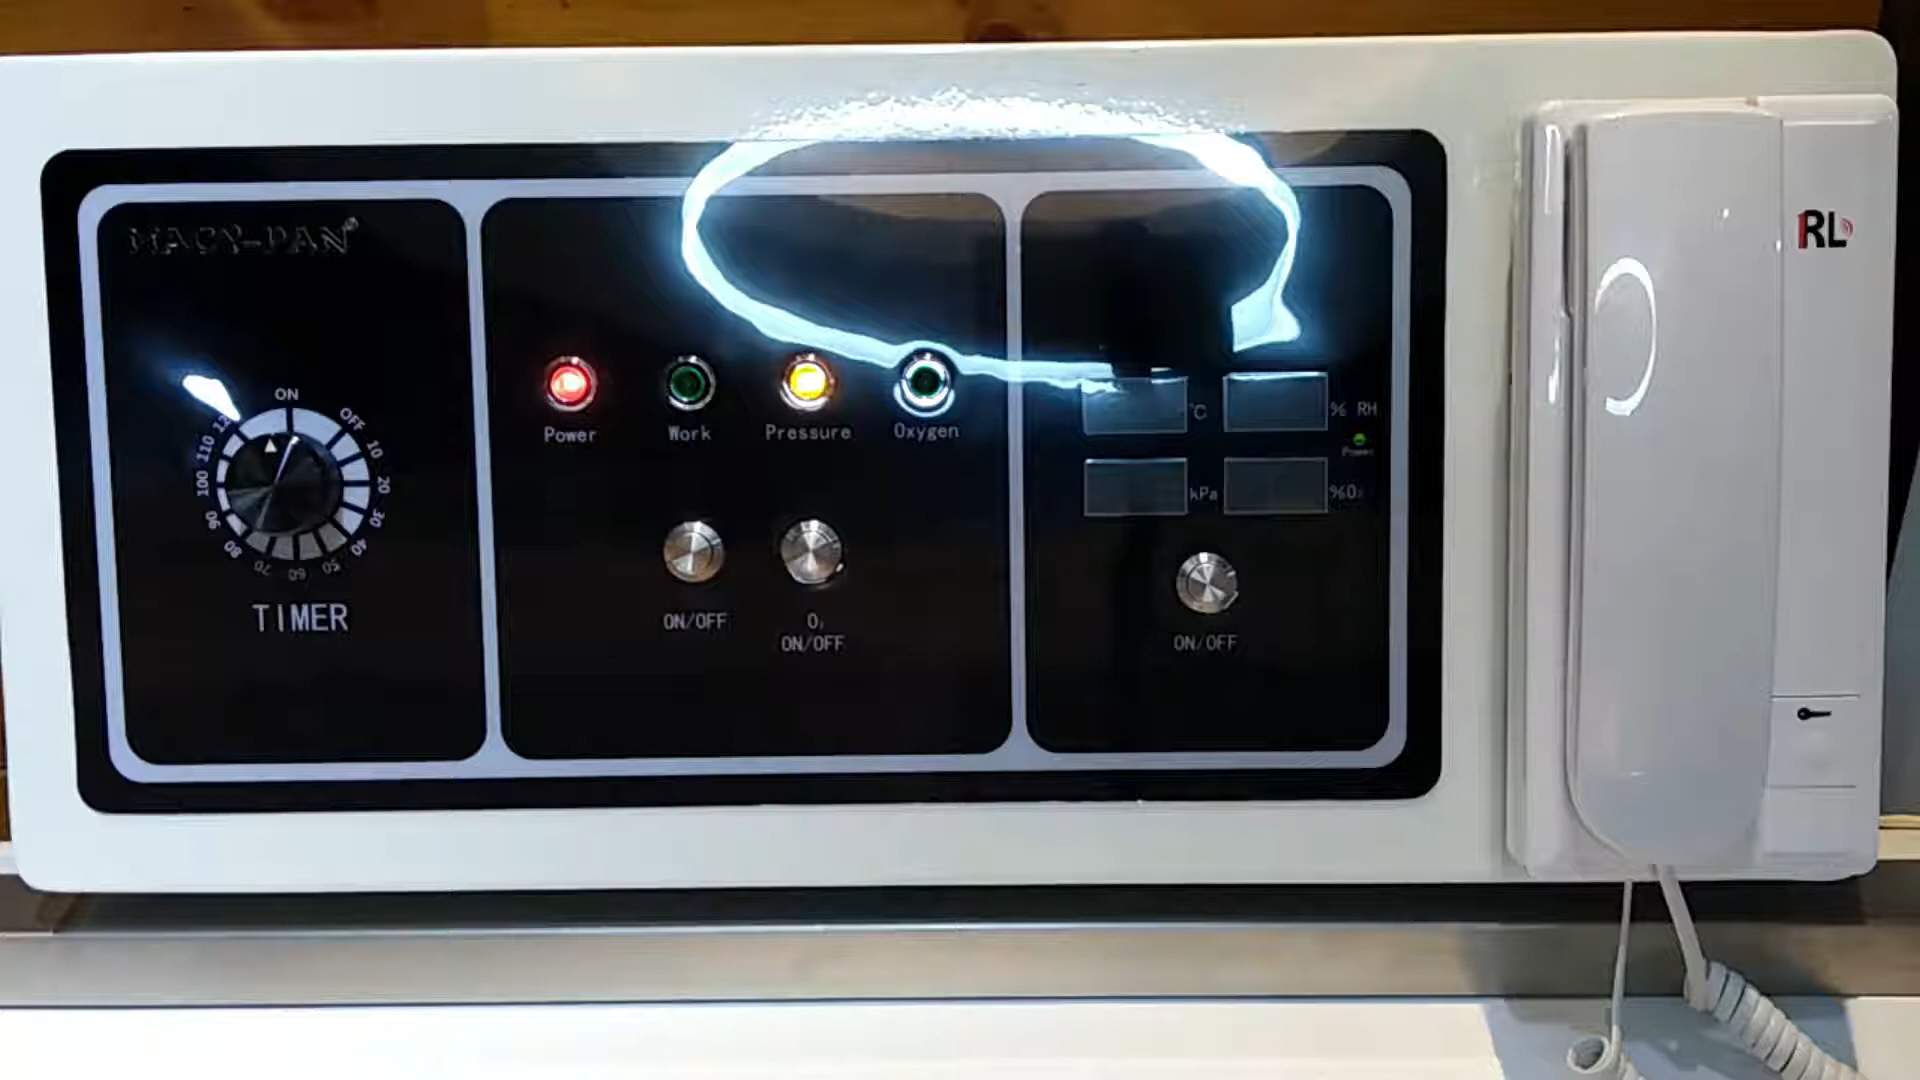 MACY-PAN®
ON
OFF
10
20
30
40
50
60
70
80
90
100
110
TIMER
Power
Work
Pressure
Oxygen
ON/OFF
O₂
ON/OFF
°C
% RH
Power
kPa
%O₂
ON/OFF
RL